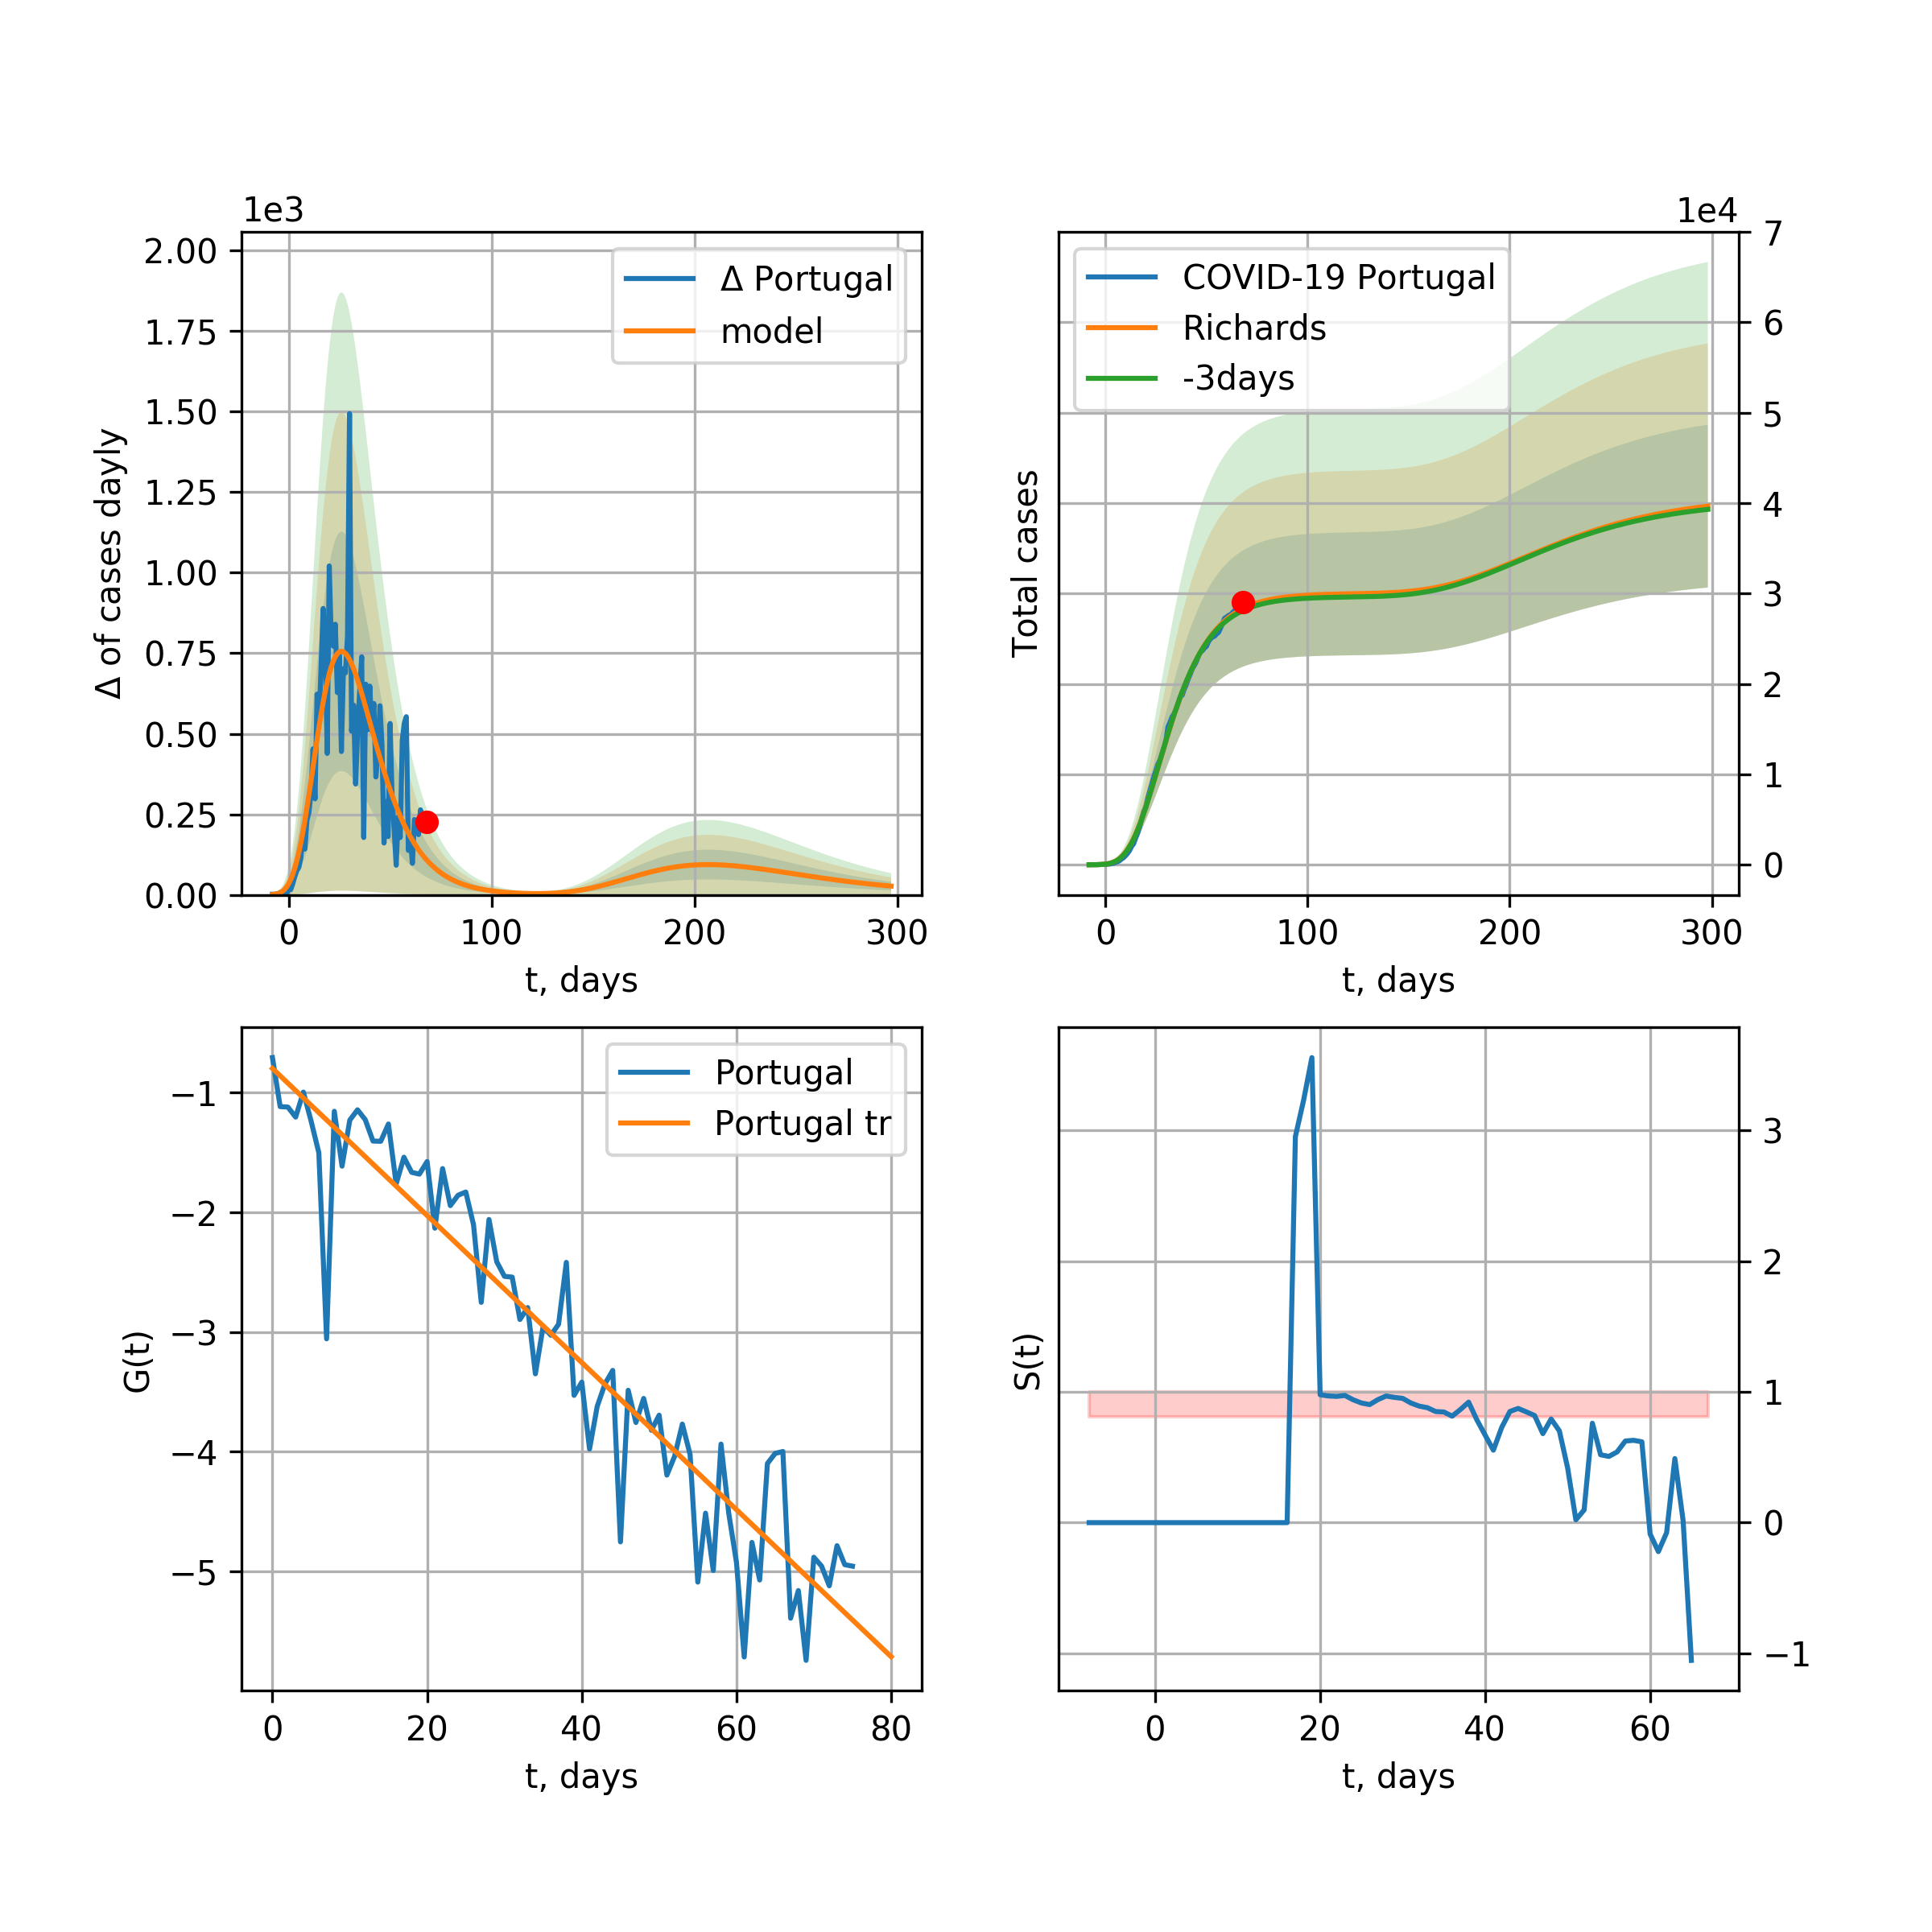 1e3
Δ of cases dayly
2.00
1.75
1.50
1.25
1.00
0.75
0.50
0.25
0.00
Δ Portugal
model
0 100 200 300
t, days
1e4
Total cases
COVID-19 Portugal
Richards
-3days
7
6
5
4
3
2
1
0
0 100 200 300
t, days
G(t)
−1
−2
−3
−4
−5
Portugal
Portugal tr
0 20 40 60 80
t, days
S(t)
3
2
1
0
−1
0 20 40 60
t, days